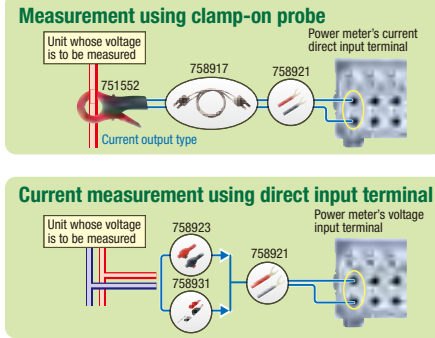 Measurement using clamp-on probe
Unit whose voltage
is to be measured
751552
Current output type
758917
758921
Power meter's current
direct input terminal
Current measurement using direct input terminal
Unit whose voltage
is to be measured
758923
758931
758921
Power meter's voltage
input terminal